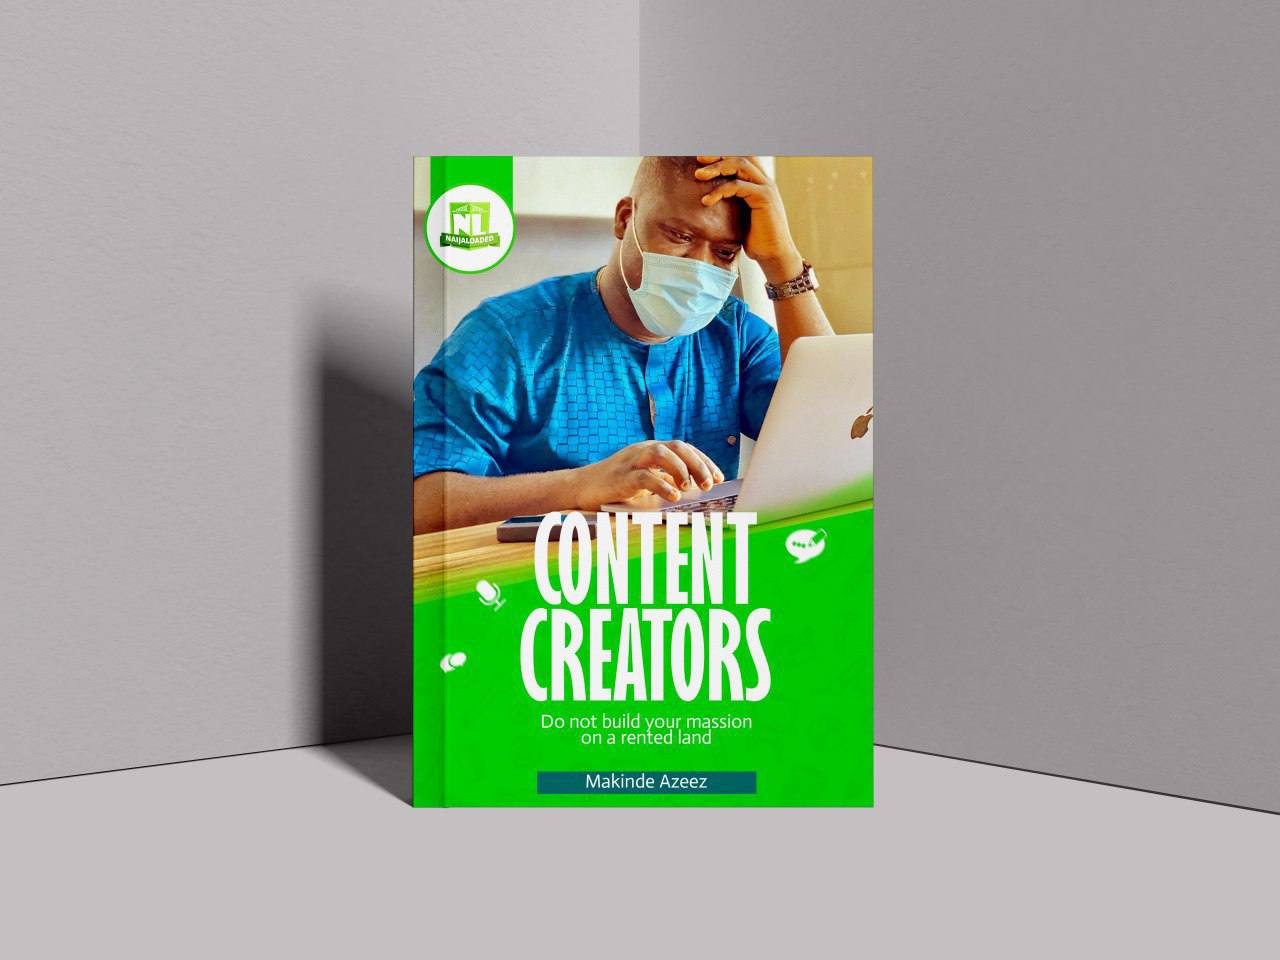 NL
NAIJALOADED
CONTENT
CREATORS
Do not build your massion
on a rented land
Makinde Azeez